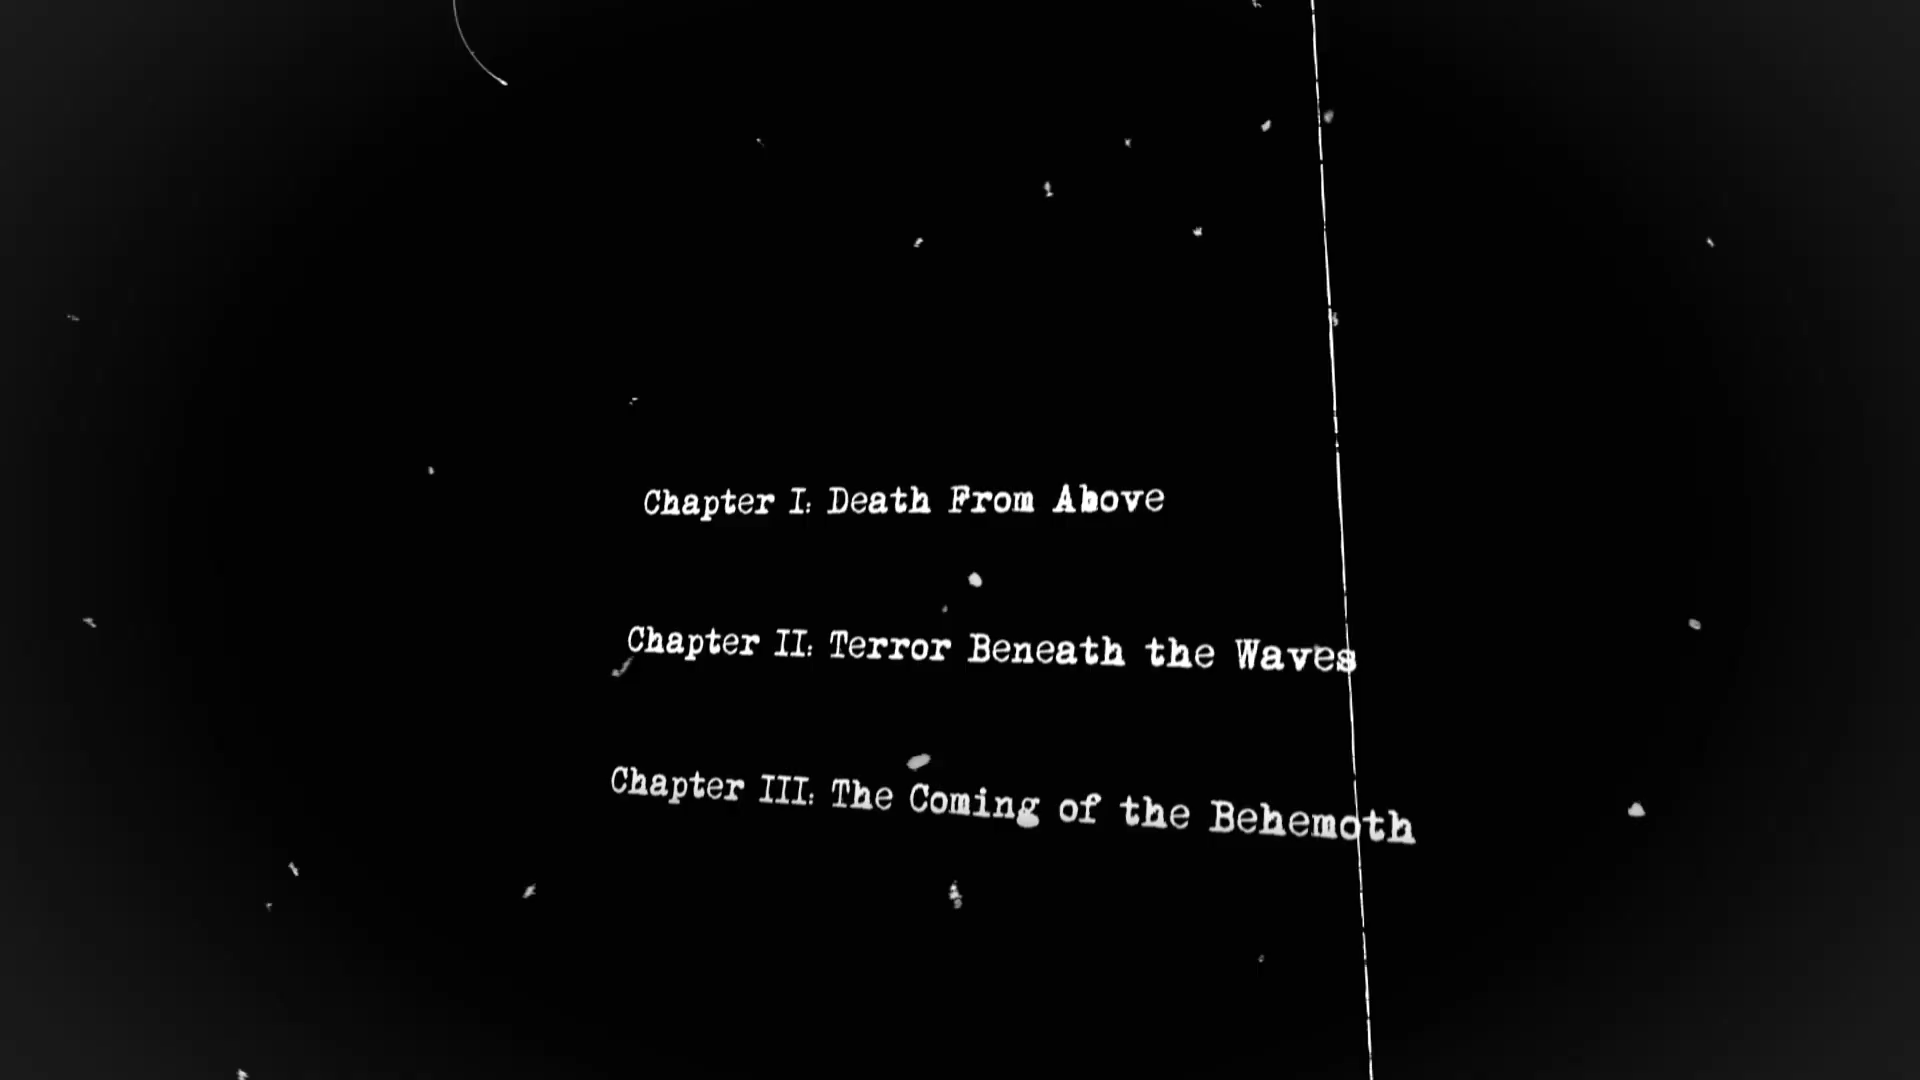 Chapter I: Death From Above
Chapter II: Terror Beneath the Waves
Chapter III: The Coming of the Behemoth